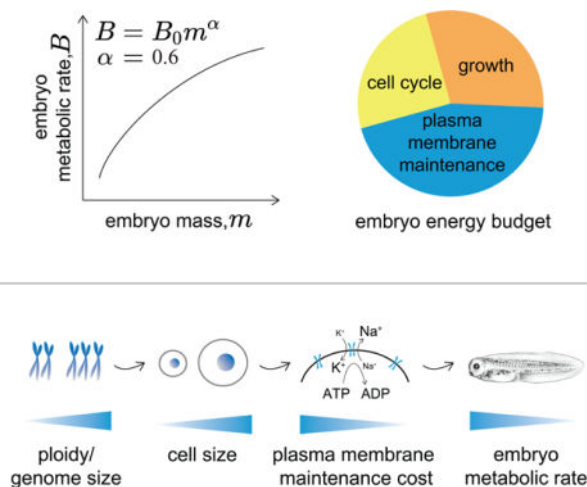 B = B₀m^α
α = 0.6
embryo
metabolic rate, B
embryo mass, m
cell cycle
growth
plasma
membrane
maintenance
embryo energy budget
K⁺
Na⁺
K⁺
Na⁺
ATP ADP
ploidy/
genome size
cell size
plasma membrane
maintenance cost
embryo
metabolic rate